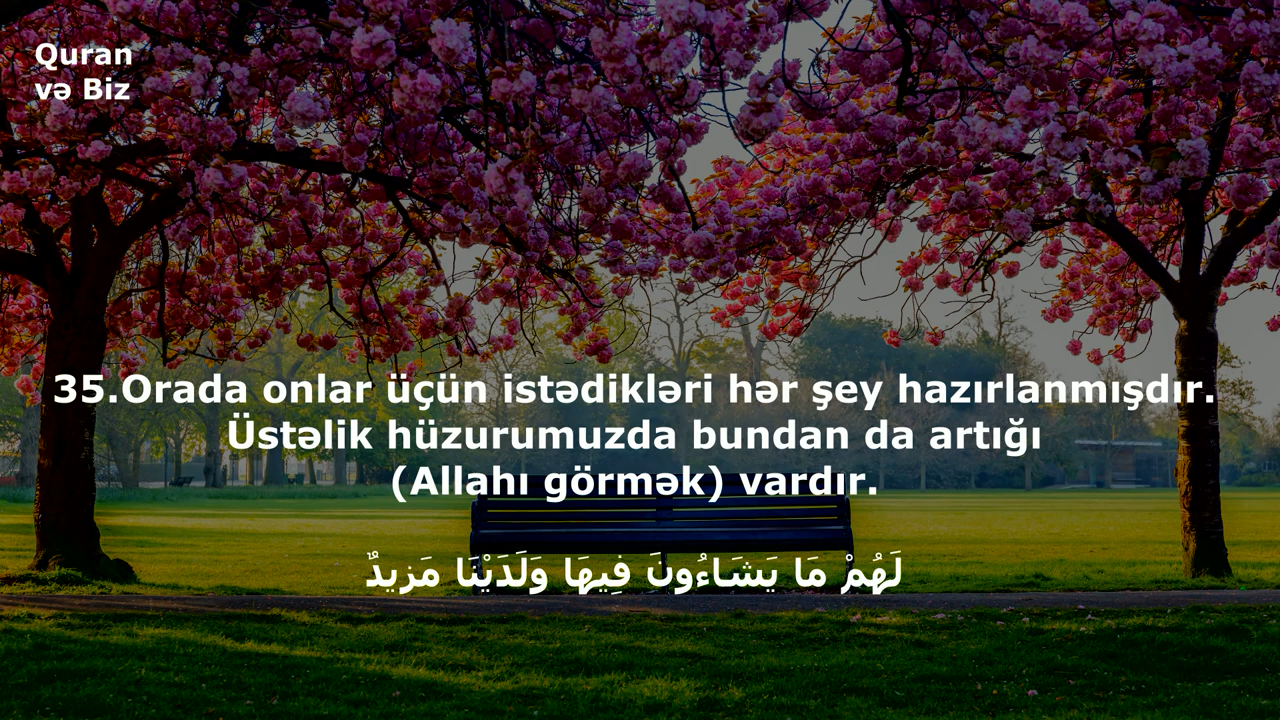 Quran
və Biz
35.Orada onlar üçün istədikləri hər şey hazırlanmışdır.
Üstəlik hüzurumuzda bundan da artığı
(Allahı görmək) vardır.
لَهُمْ مَا يَشَاءُونَ فِيهَا وَلَدَيْنَا مَزِيدٌ